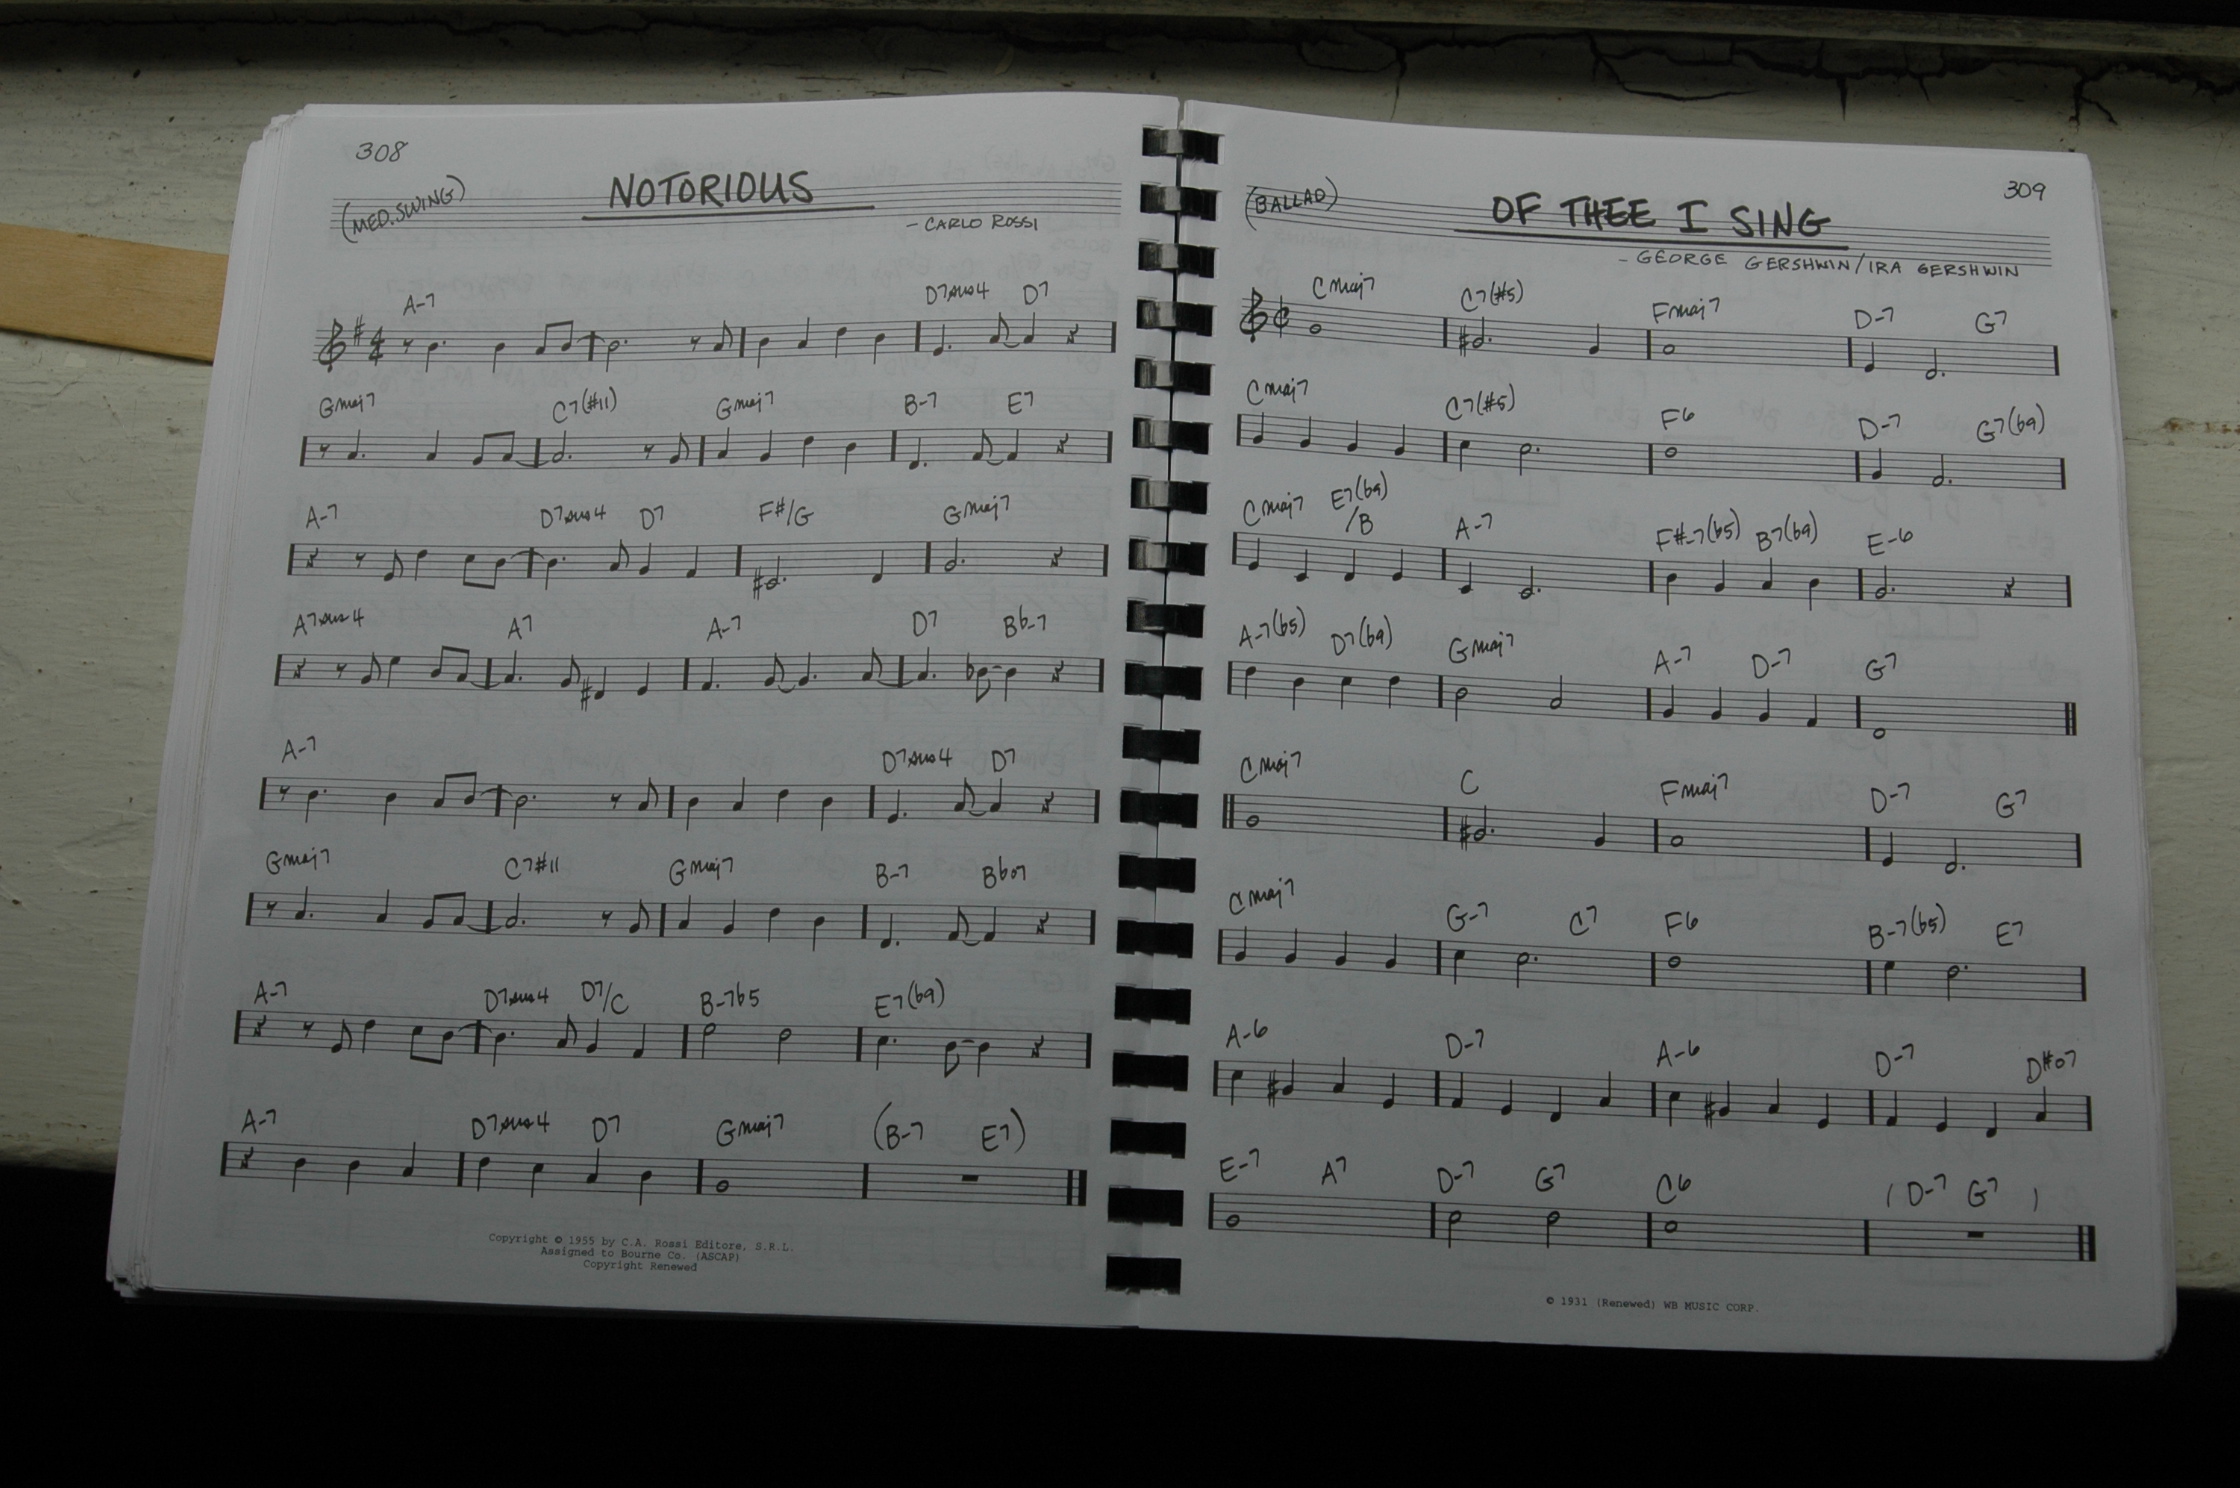 308
NOTORIOUS
(MED. SWING)
- CARLO ROSSI
A-7 D7sus4 D7
Gmaj7 C7(#11) Gmaj7 B-7 E7
A-7 D7sus4 D7 F#/G Gmaj7
A7sus4 A7 A-7 D7 Bb-7
A-7 D7sus4 D7
Gmaj7 C7#11 Gmaj7 B-7 Bbo7
A-7 D7sus4 D7/C B-7b5 E7(b9)
A-7 D7sus4 D7 Gmaj7 (B-7 E7)
Copyright © 1955 by C.A. Rossi Editore, S.R.L.
Assigned to Bourne Co. (ASCAP)
Copyright Renewed
309
(BALLAD)
OF THEE I SING
- GEORGE GERSHWIN/IRA GERSHWIN
Cmaj7 C7(#5) Fmaj7 D-7 G7
Cmaj7 C7(#5) F6 D-7 G7(b9)
Cmaj7 E7(b9)/B A-7 F#-7(b5) B7(b9) E-6
A-7(b5) D7(b9) Gmaj7 A-7 D-7 G7
Cmaj7 C Fmaj7 D-7 G7
Cmaj7 G-7 C7 F6 B-7(b5) E7
A-6 D-7 A-6 D-7 D#o7
E-7 A7 D-7 G7 C6 (D-7 G7)
© 1931 (Renewed) WB MUSIC CORP.